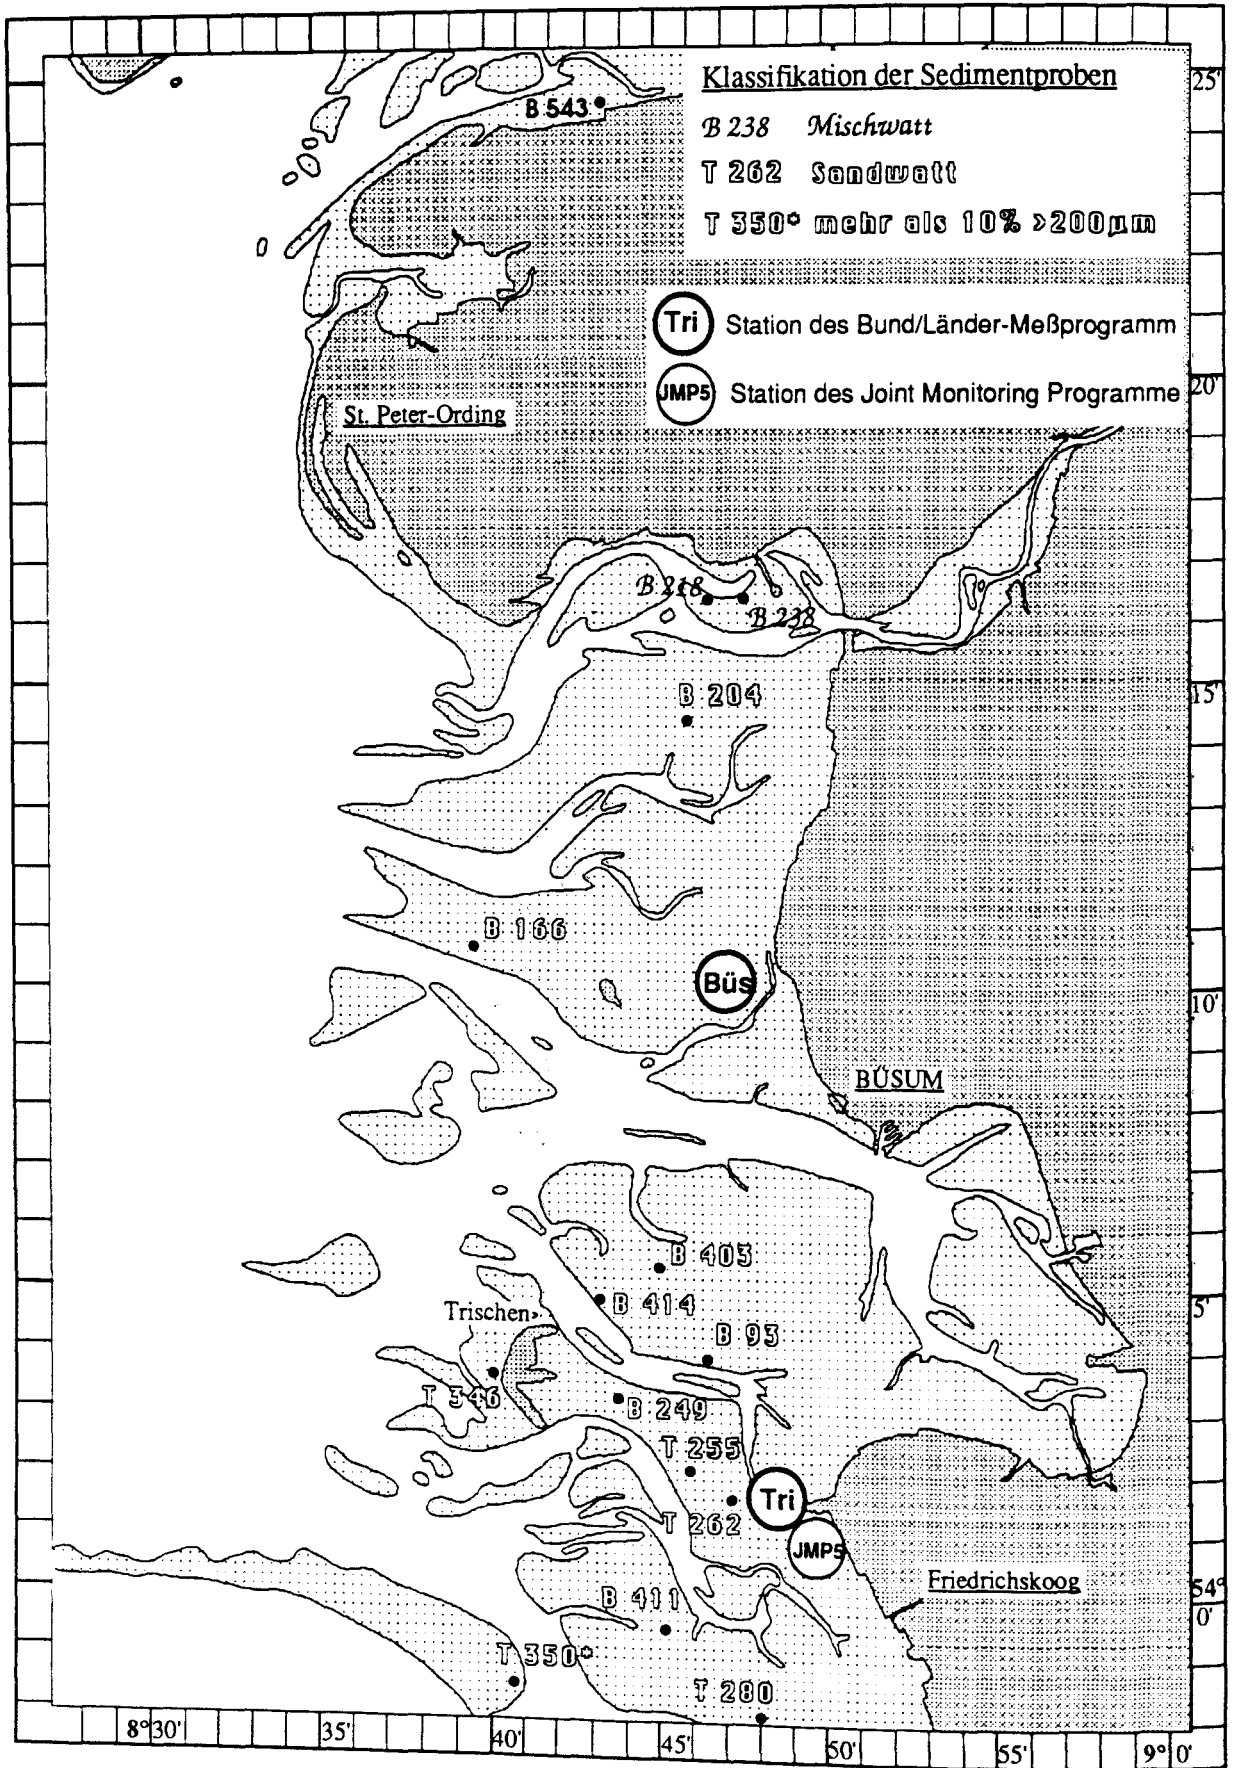 Klassifikation der Sedimentproben
B 238 Mischwatt
T 262 Sandwatt
T 350* mehr als 10% >200µm
Tri Station des Bund/Länder-Meßprogramm
JMP5 Station des Joint Monitoring Programme
25'
B 543
20'
St. Peter-Ording
B 218
B 238
15'
B 204
B 166
Büs
10'
BÜSUM
B 403
5'
B 414
Trischen
B 93
T 346
B 249
T 255
Tri
T 262
JMP5
Friedrichskoog
54°
0'
B 411
T 350*
T 280
8°30'
35'
40'
45'
50'
55'
9° 0'